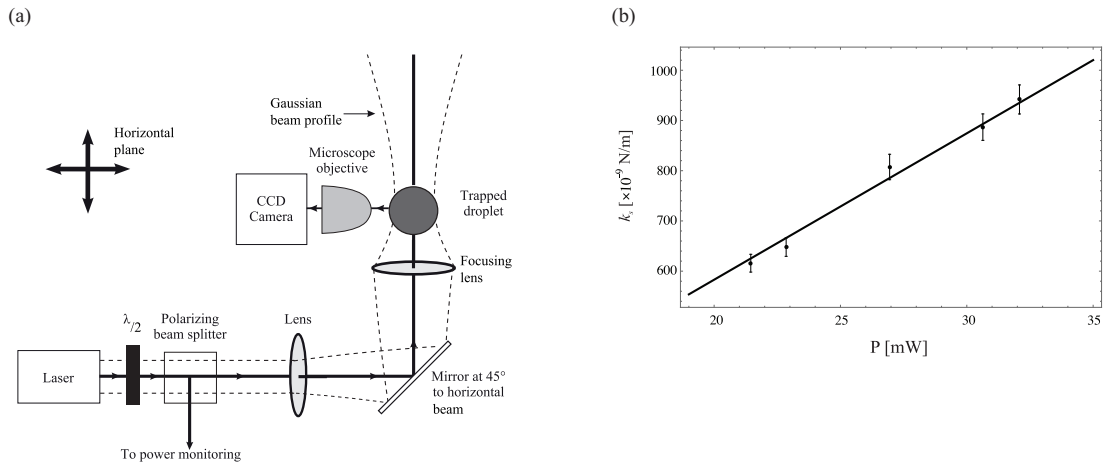 (a)
Gaussian
beam profile
Horizontal
plane
Microscope
objective
CCD
Camera
Trapped
droplet
Focusing
lens
λ/2
Polarizing
beam splitter
Lens
Laser
Mirror at 45°
to horizontal
beam
To power monitoring
(b)
1000
900
800
700
600
kₛ [×10⁻⁹ N/m]
20
25
30
35
P [mW]